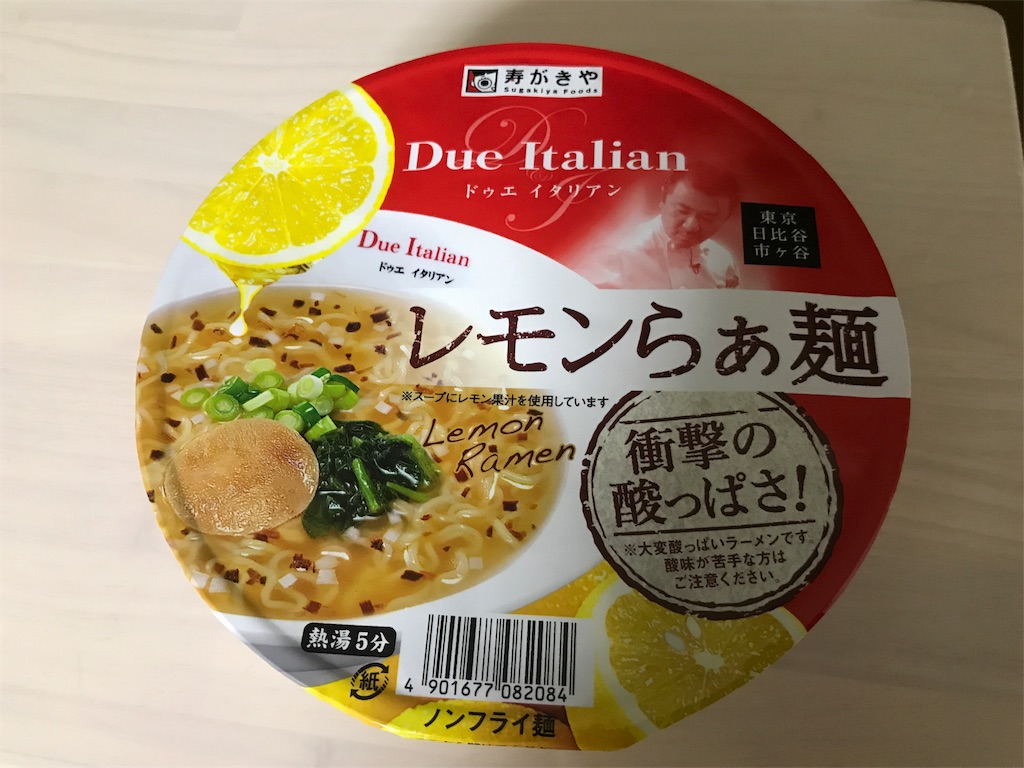 寿がきや
Sugakiya Foods
DI
Due Italian
ドゥエ イタリアン
東京
日比谷
市ヶ谷
Due Italian
ドゥエ イタリアン
レモンらぁ麺
※スープにレモン果汁を使用しています
Lemon
Ramen
衝撃の
酸っぱさ!
※大変酸っぱいラーメンです。
酸味が苦手な方は
ご注意ください。
熱湯5分
紙
4 901677 082084
ノンフライ麺